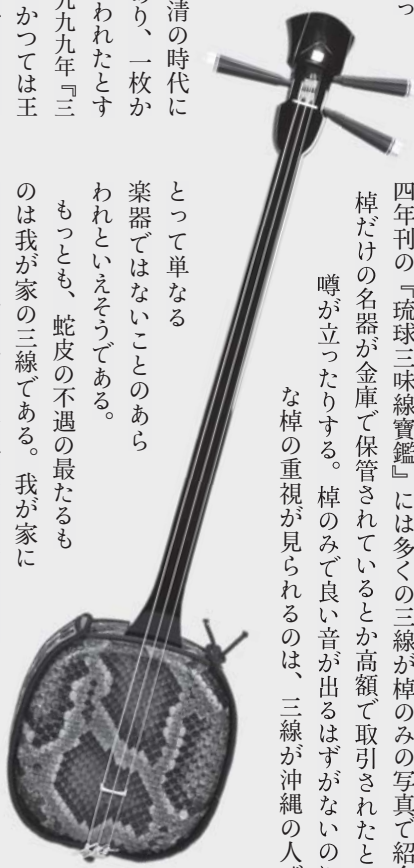 っ
清の時代に
り、一枚か
われたとす
九九年『三
かつては王
四年刊の『琉球三味線寶鑑』には多くの三線が棹のみの写真で紹
棹だけの名器が金庫で保管されているとか高額で取引されたと
噂が立ったりする。棹のみで良い音が出るはずがないの
な棹の重視が見られるのは、三線が沖縄の人
とって単なる
楽器ではないことのあら
われといえそうである。
もっとも、蛇皮の不遇の最たるも
のは我が家の三線である。我が家に